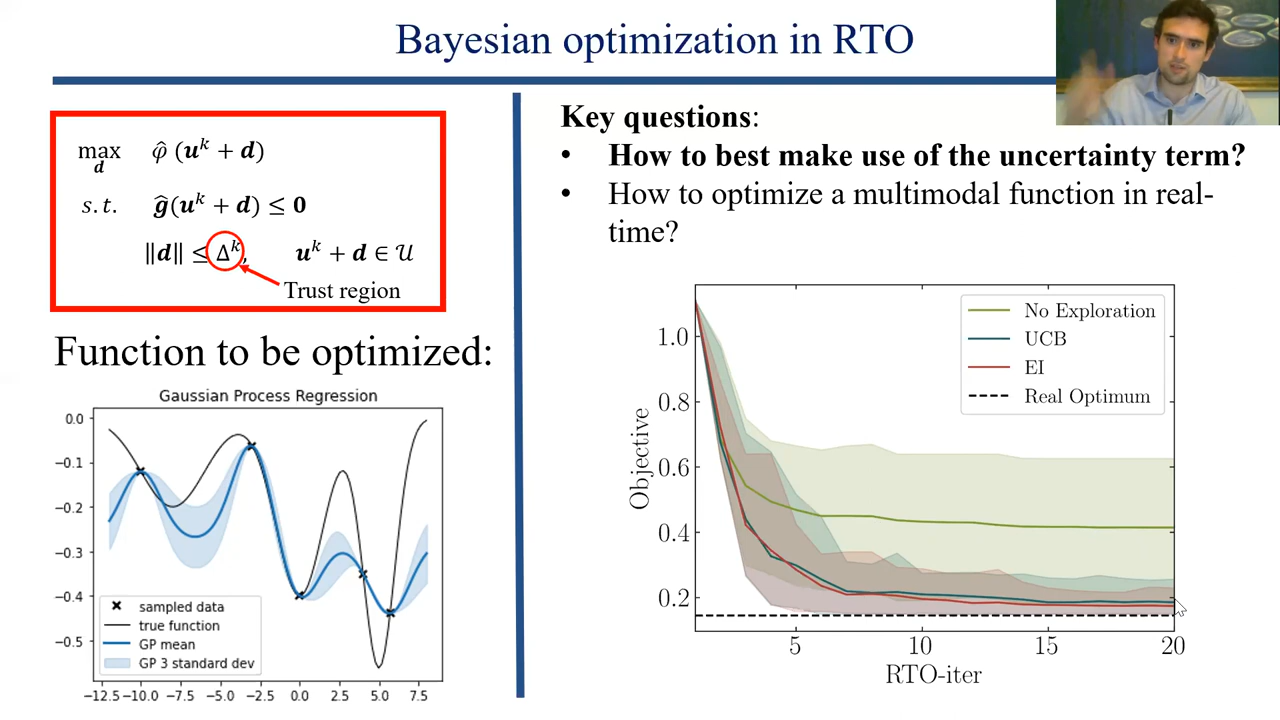 Bayesian optimization in RTO
max φ̂ (u^k + d)
d
s.t. ĝ(u^k + d) ≤ 0
‖d‖ ≤ Δ^k, u^k + d ∈ 𝒰
Trust region
Function to be optimized:
Gaussian Process Regression
0.0
−0.1
−0.2
−0.3
−0.4
−0.5
sampled data
true function
GP mean
GP 3 standard dev
−12.5 −10.0 −7.5 −5.0 −2.5 0.0 2.5 5.0 7.5
Key questions:
• How to best make use of the uncertainty term?
• How to optimize a multimodal function in real-
time?
No Exploration
UCB
EI
Real Optimum
Objective
1.0
0.8
0.6
0.4
0.2
5 10 15 20
RTO-iter